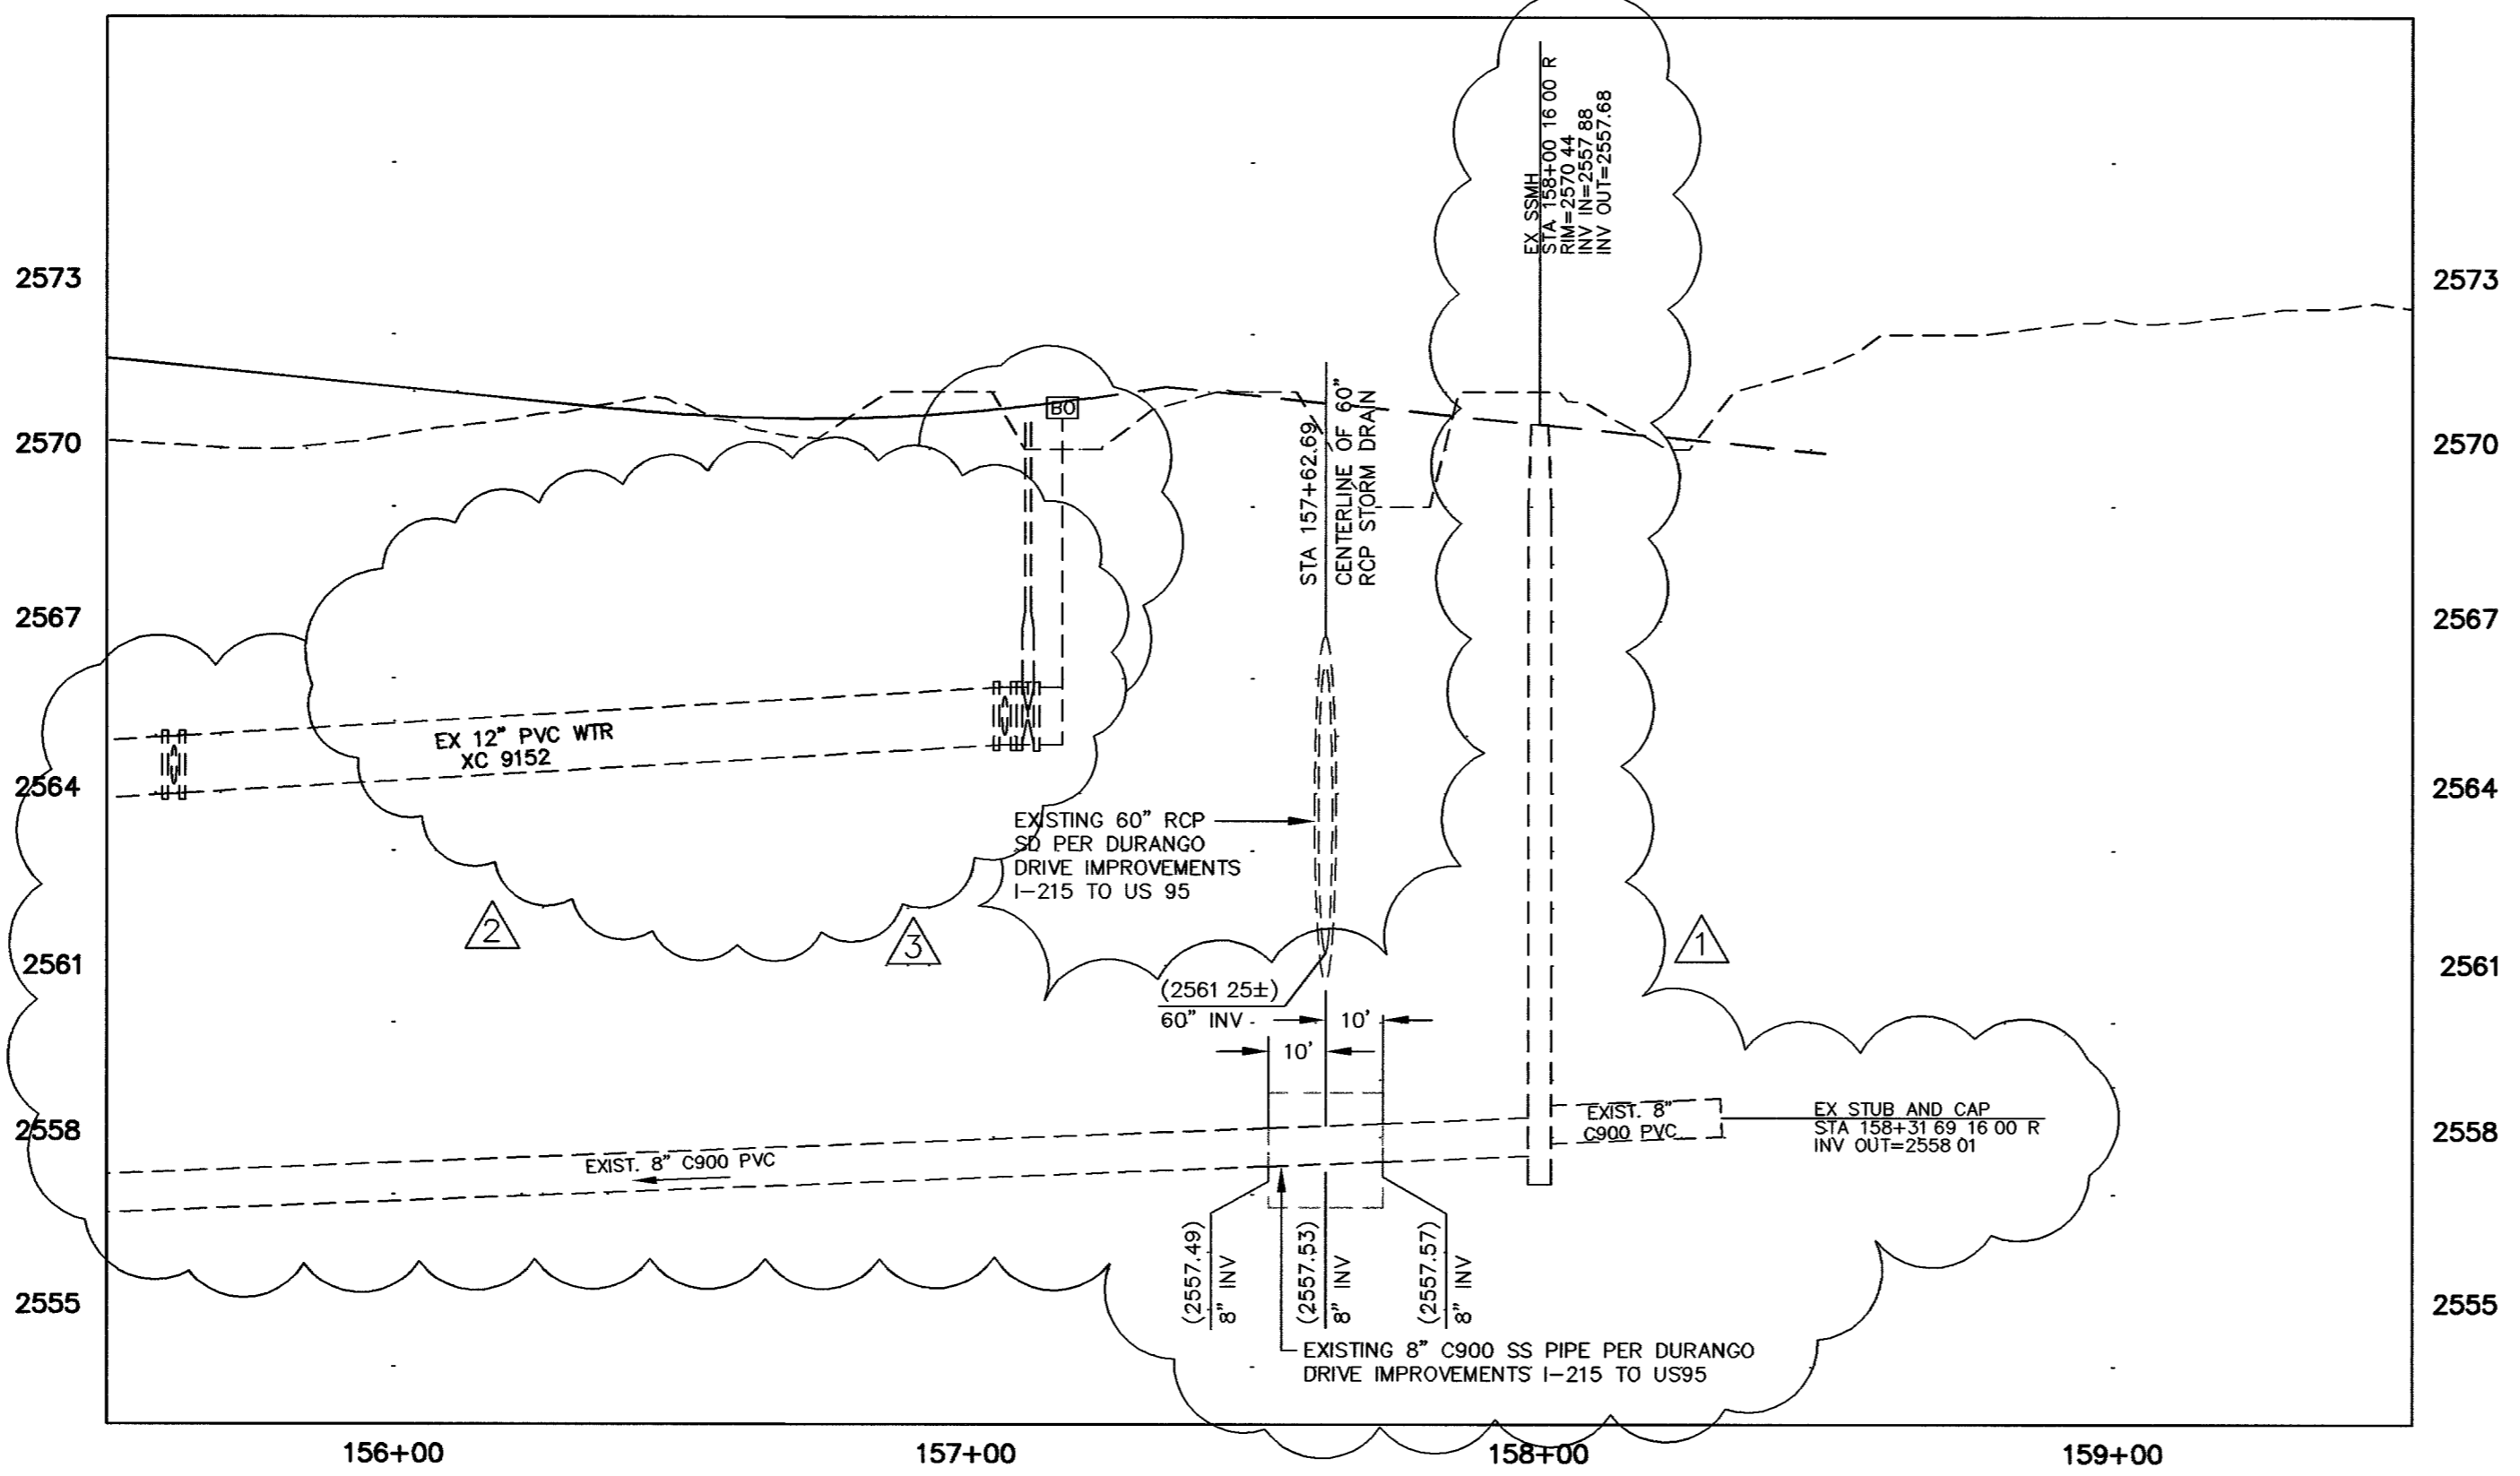 EX SSMH
STA 158+00 16 00 R
RIM=2570 44
INV IN=2557 88
INV OUT=2557.68
2573
2573
BO
STA 157+62.69
CENTERLINE OF 60"
RCP STORM DRAIN
2570
2570
2567
2567
EX 12" PVC WTR
XC 9152
2564
2564
EXISTING 60" RCP
SD PER DURANGO
DRIVE IMPROVEMENTS
I-215 TO US 95
2
3
1
2561
2561
(2561 25±)
60" INV
10'
10'
2558
2558
EXIST. 8"
C900 PVC
EX STUB AND CAP
STA 158+31 69 16 00 R
INV OUT=2558 01
EXIST. 8" C900 PVC
(2557.49)
8" INV
(2557.53)
8" INV
(2557.57)
8" INV
2555
2555
EXISTING 8" C900 SS PIPE PER DURANGO
DRIVE IMPROVEMENTS I-215 TO US95
156+00
157+00
158+00
159+00